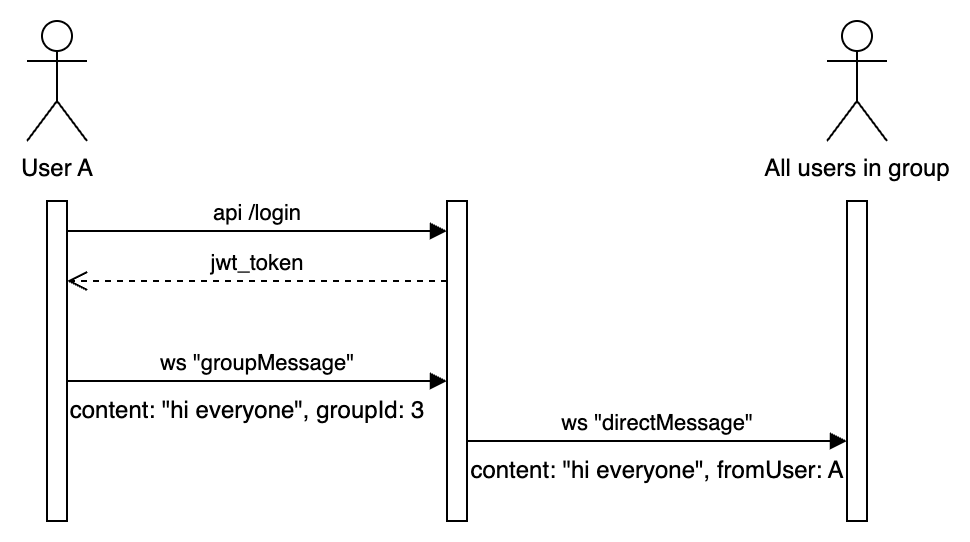 User A
All users in group
api /login
jwt_token
ws "groupMessage"
content: "hi everyone", groupId: 3
ws "directMessage"
content: "hi everyone", fromUser: A